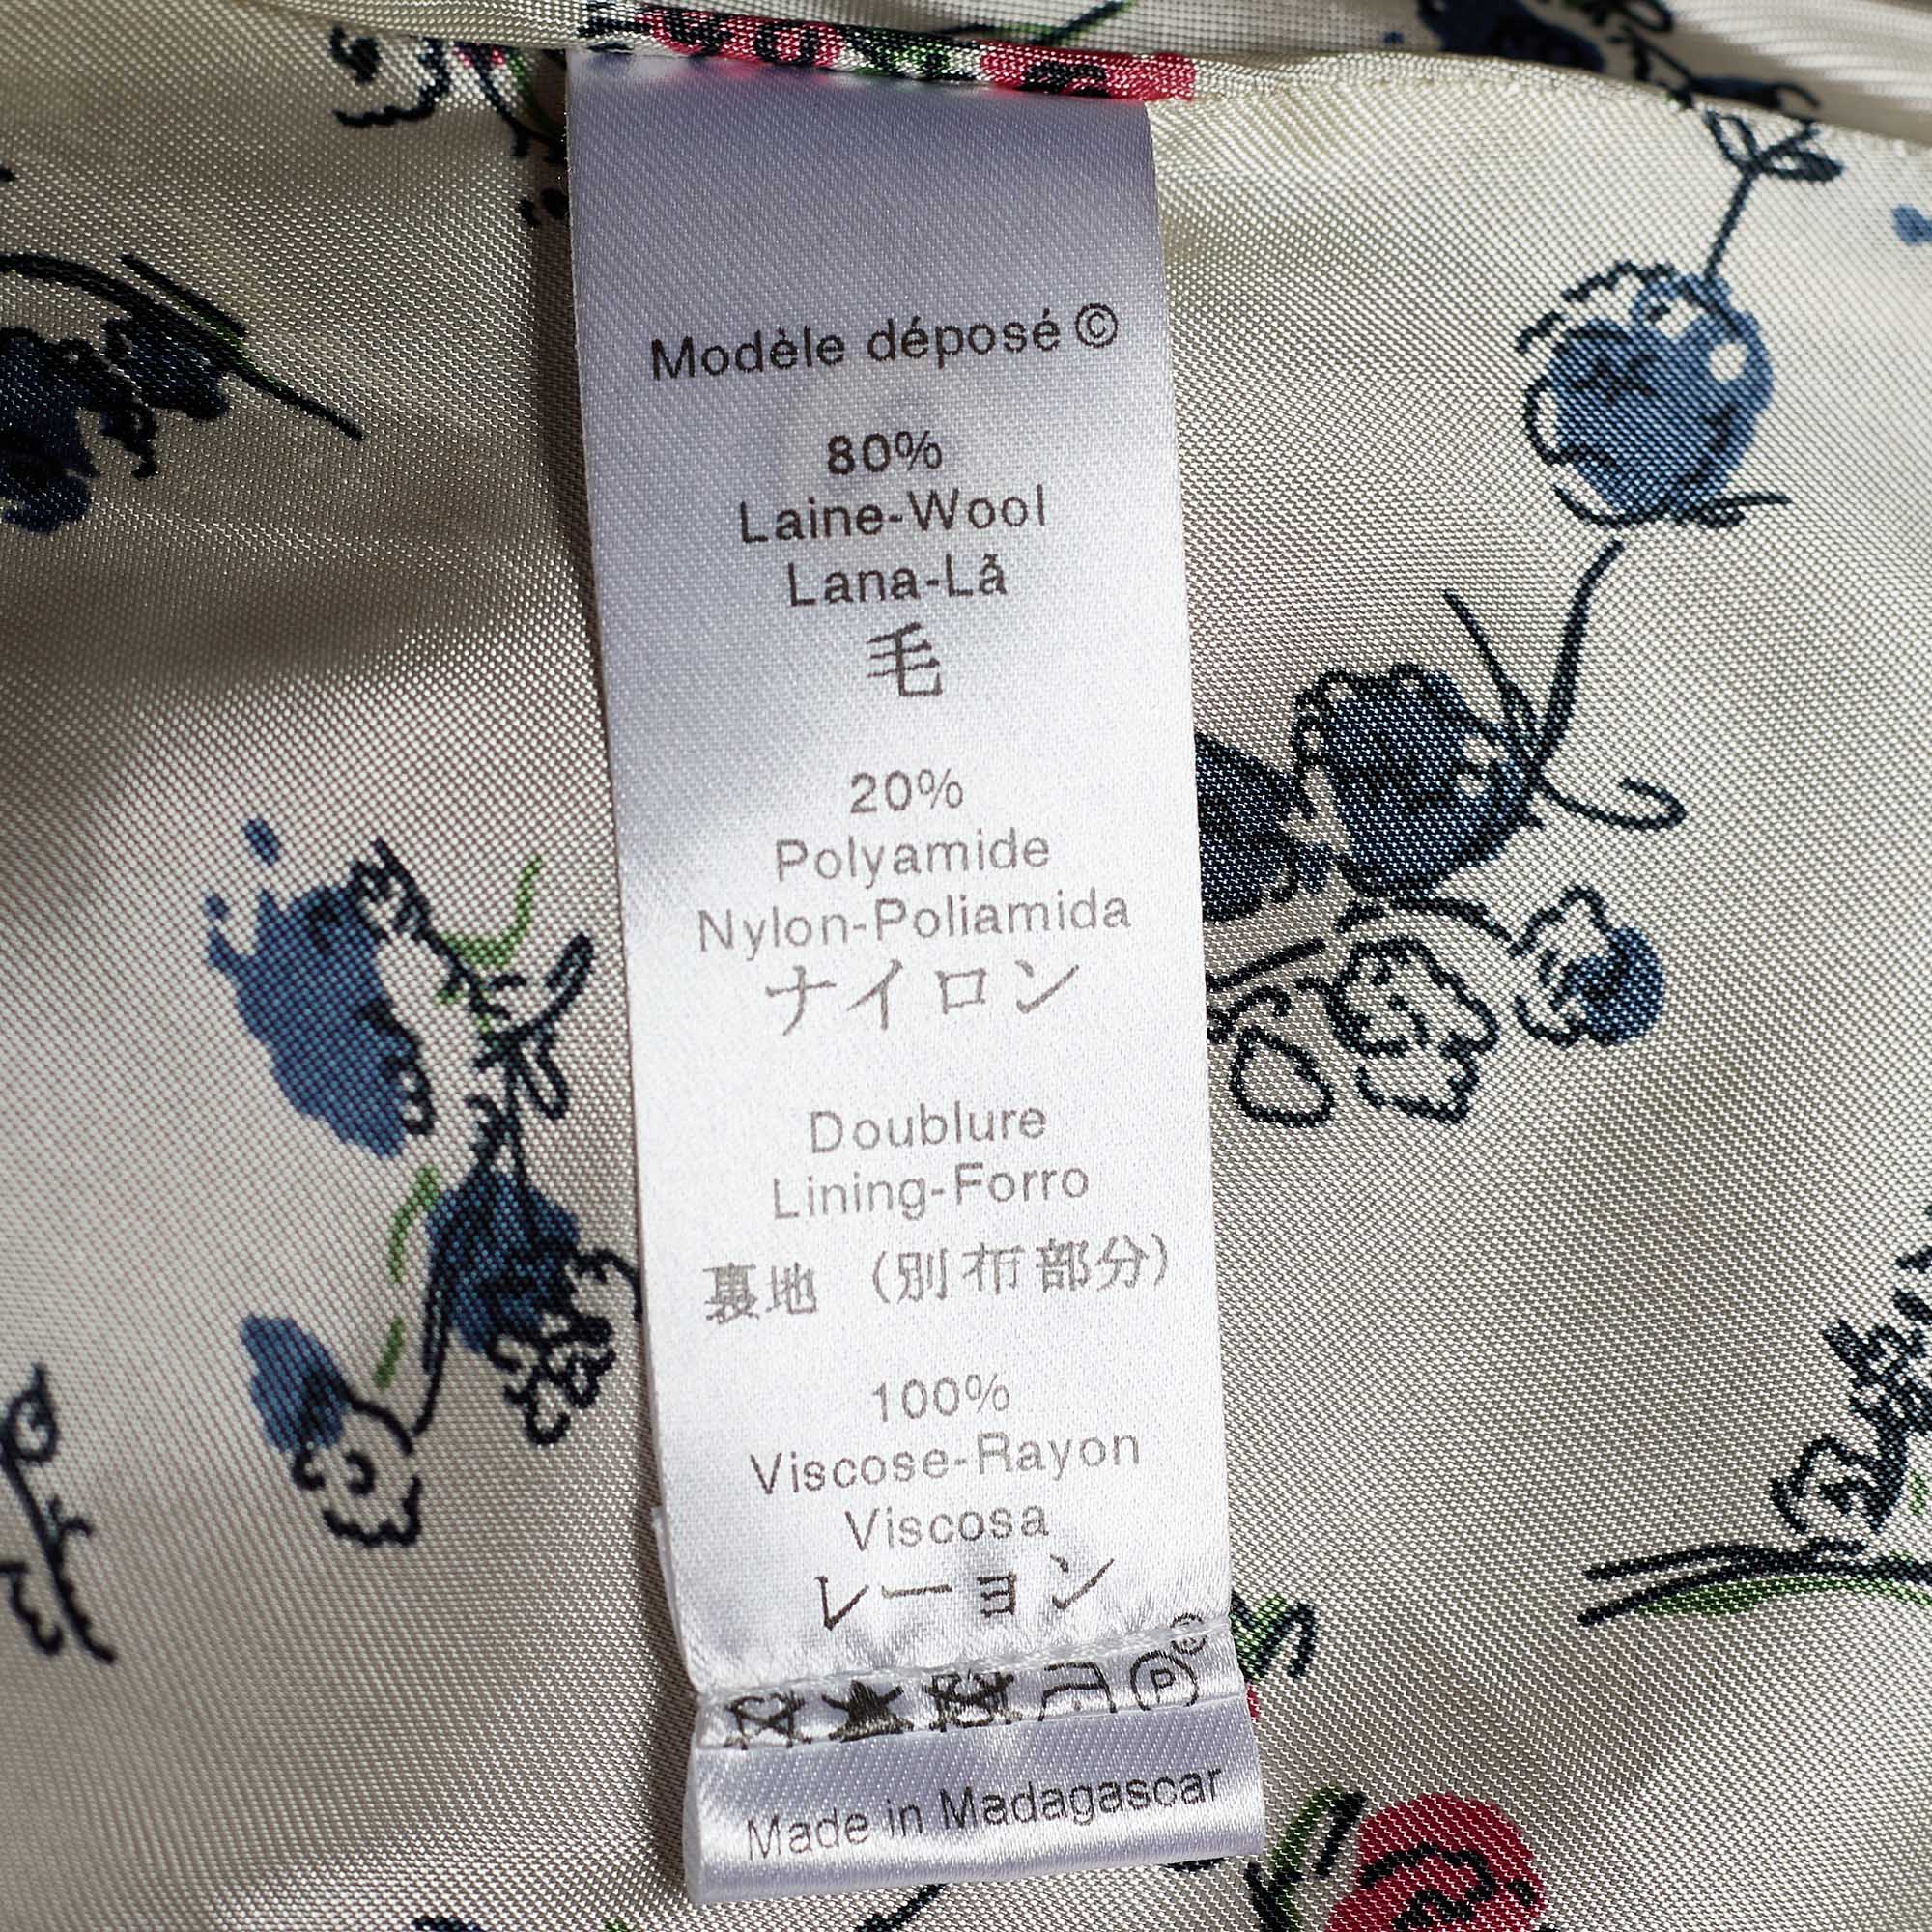 Modèle déposé ©
80%
Laine-Wool
Lana-Lă
毛
20%
Polyamide
Nylon-Poliamida
ナイロン
Doublure
Lining-Forro
裏地 (別布部分)
100%
Viscose-Rayon
Viscosa
レーヨン
P
Made in Madagascar